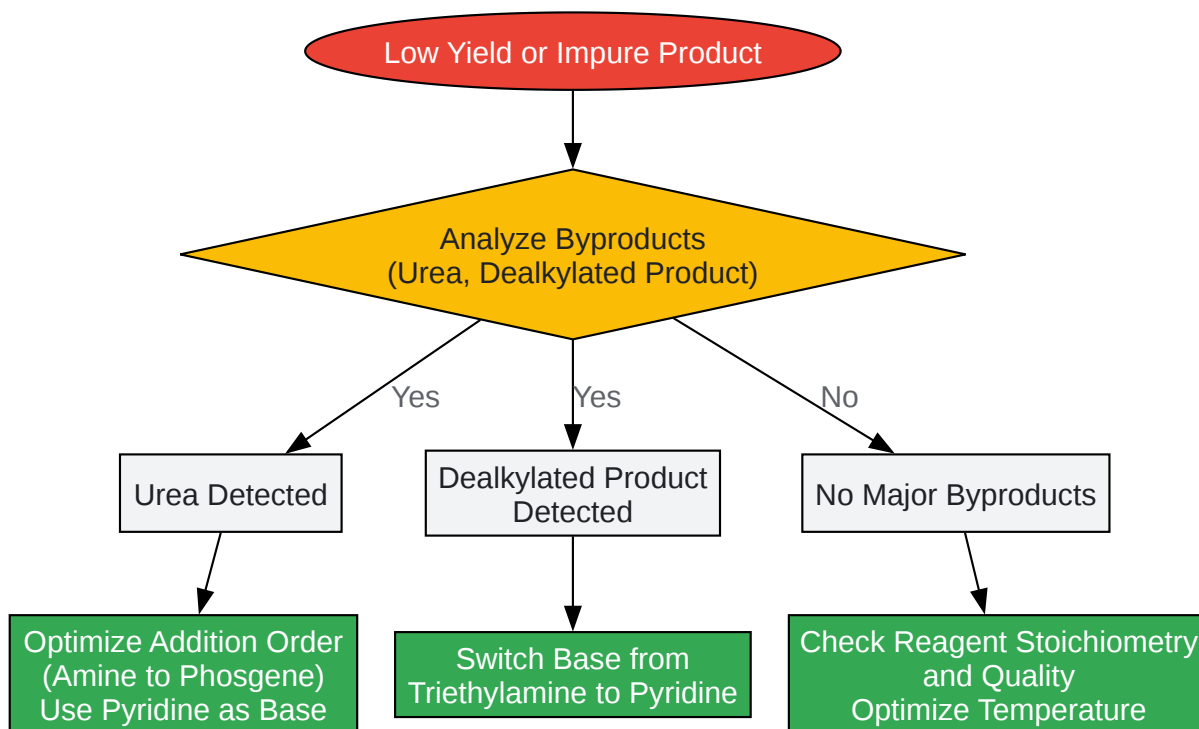 Low Yield or Impure Product
Analyze Byproducts
(Urea, Dealkylated Product)
Yes
Yes
No
Urea Detected
Dealkylated Product
Detected
No Major Byproducts
Optimize Addition Order
(Amine to Phosgene)
Use Pyridine as Base
Switch Base from
Triethylamine to Pyridine
Check Reagent Stoichiometry
and Quality
Optimize Temperature